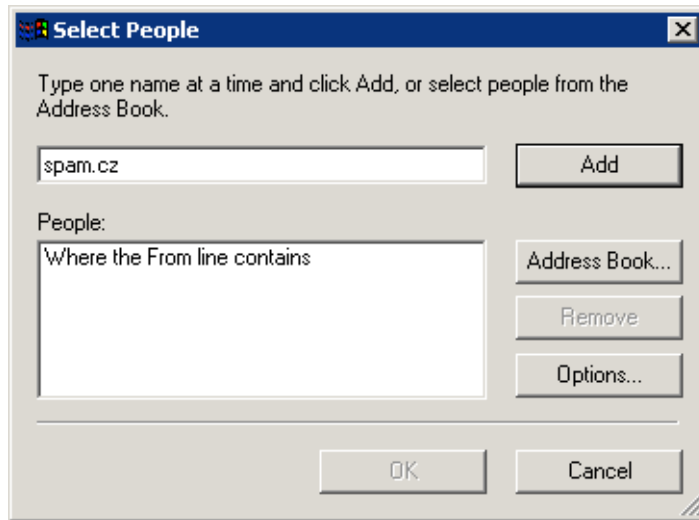 Select People
Type one name at a time and click Add, or select people from the
Address Book.
spam.cz
Add
People:
Where the From line contains
Address Book...
Remove
Options...
OK
Cancel